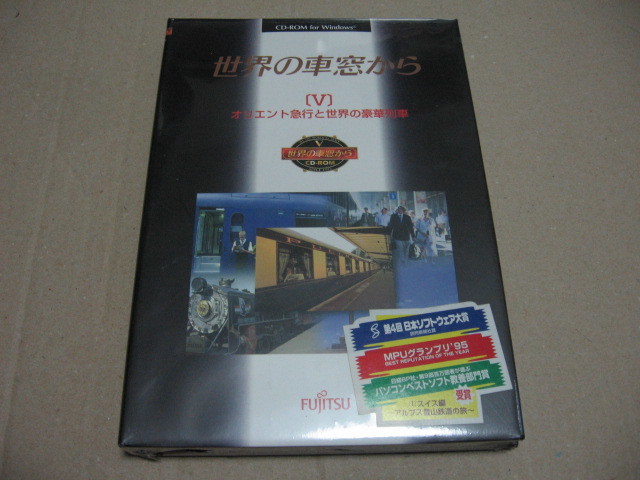 CD-ROM for Windows®
世界の車窓から
〔V〕
オリエント急行と世界の豪華列車
V
世界の車窓から
CD-ROM
第4回 日本ソフトウェア大賞
MPUグランプリ'95
BEST REPUTATION OF THE YEAR
パソコンベストソフト教養部門賞
受賞
①スイス編
~アルプス登山鉄道の旅~
FUJITSU